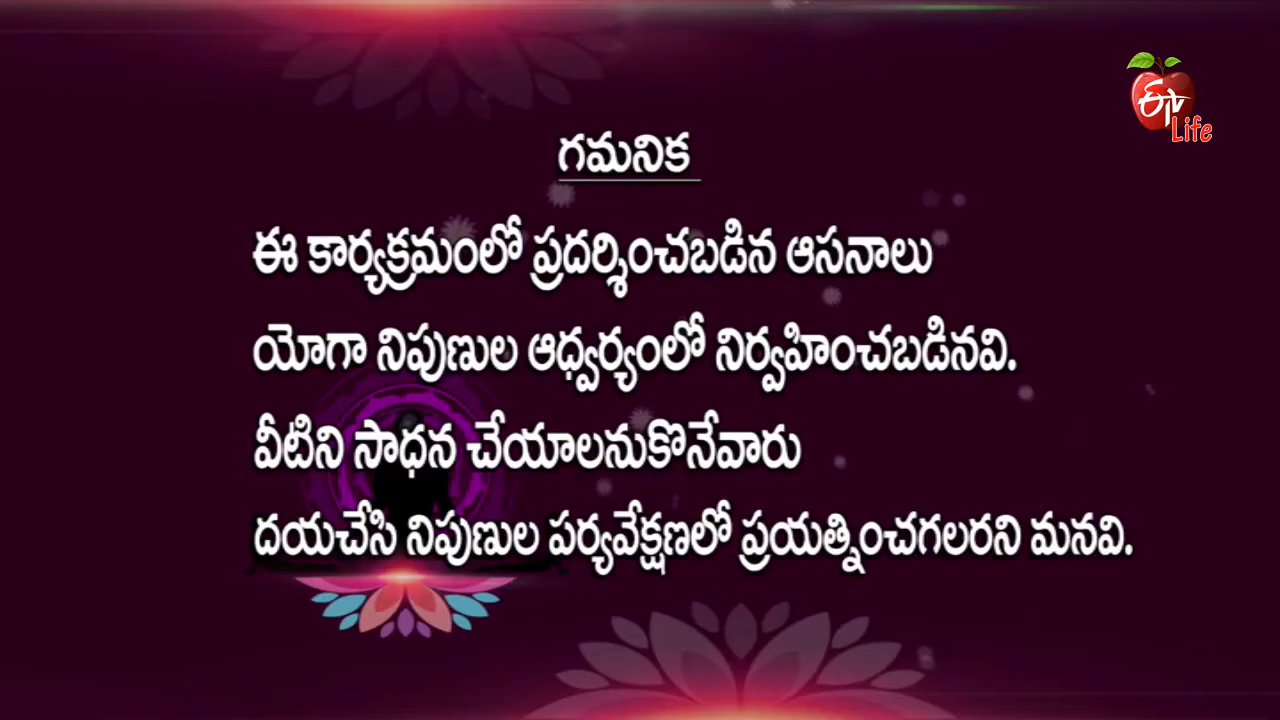 ఈటీవీ
Life
గమనిక
ఈ కార్యక్రమంలో ప్రదర్శించబడిన ఆసనాలు
యోగా నిపుణుల ఆధ్వర్యంలో నిర్వహించబడినవి.
వీటిని సాధన చేయాలనుకొనేవారు
దయచేసి నిపుణుల పర్యవేక్షణలో ప్రయత్నించగలరని మనవి.